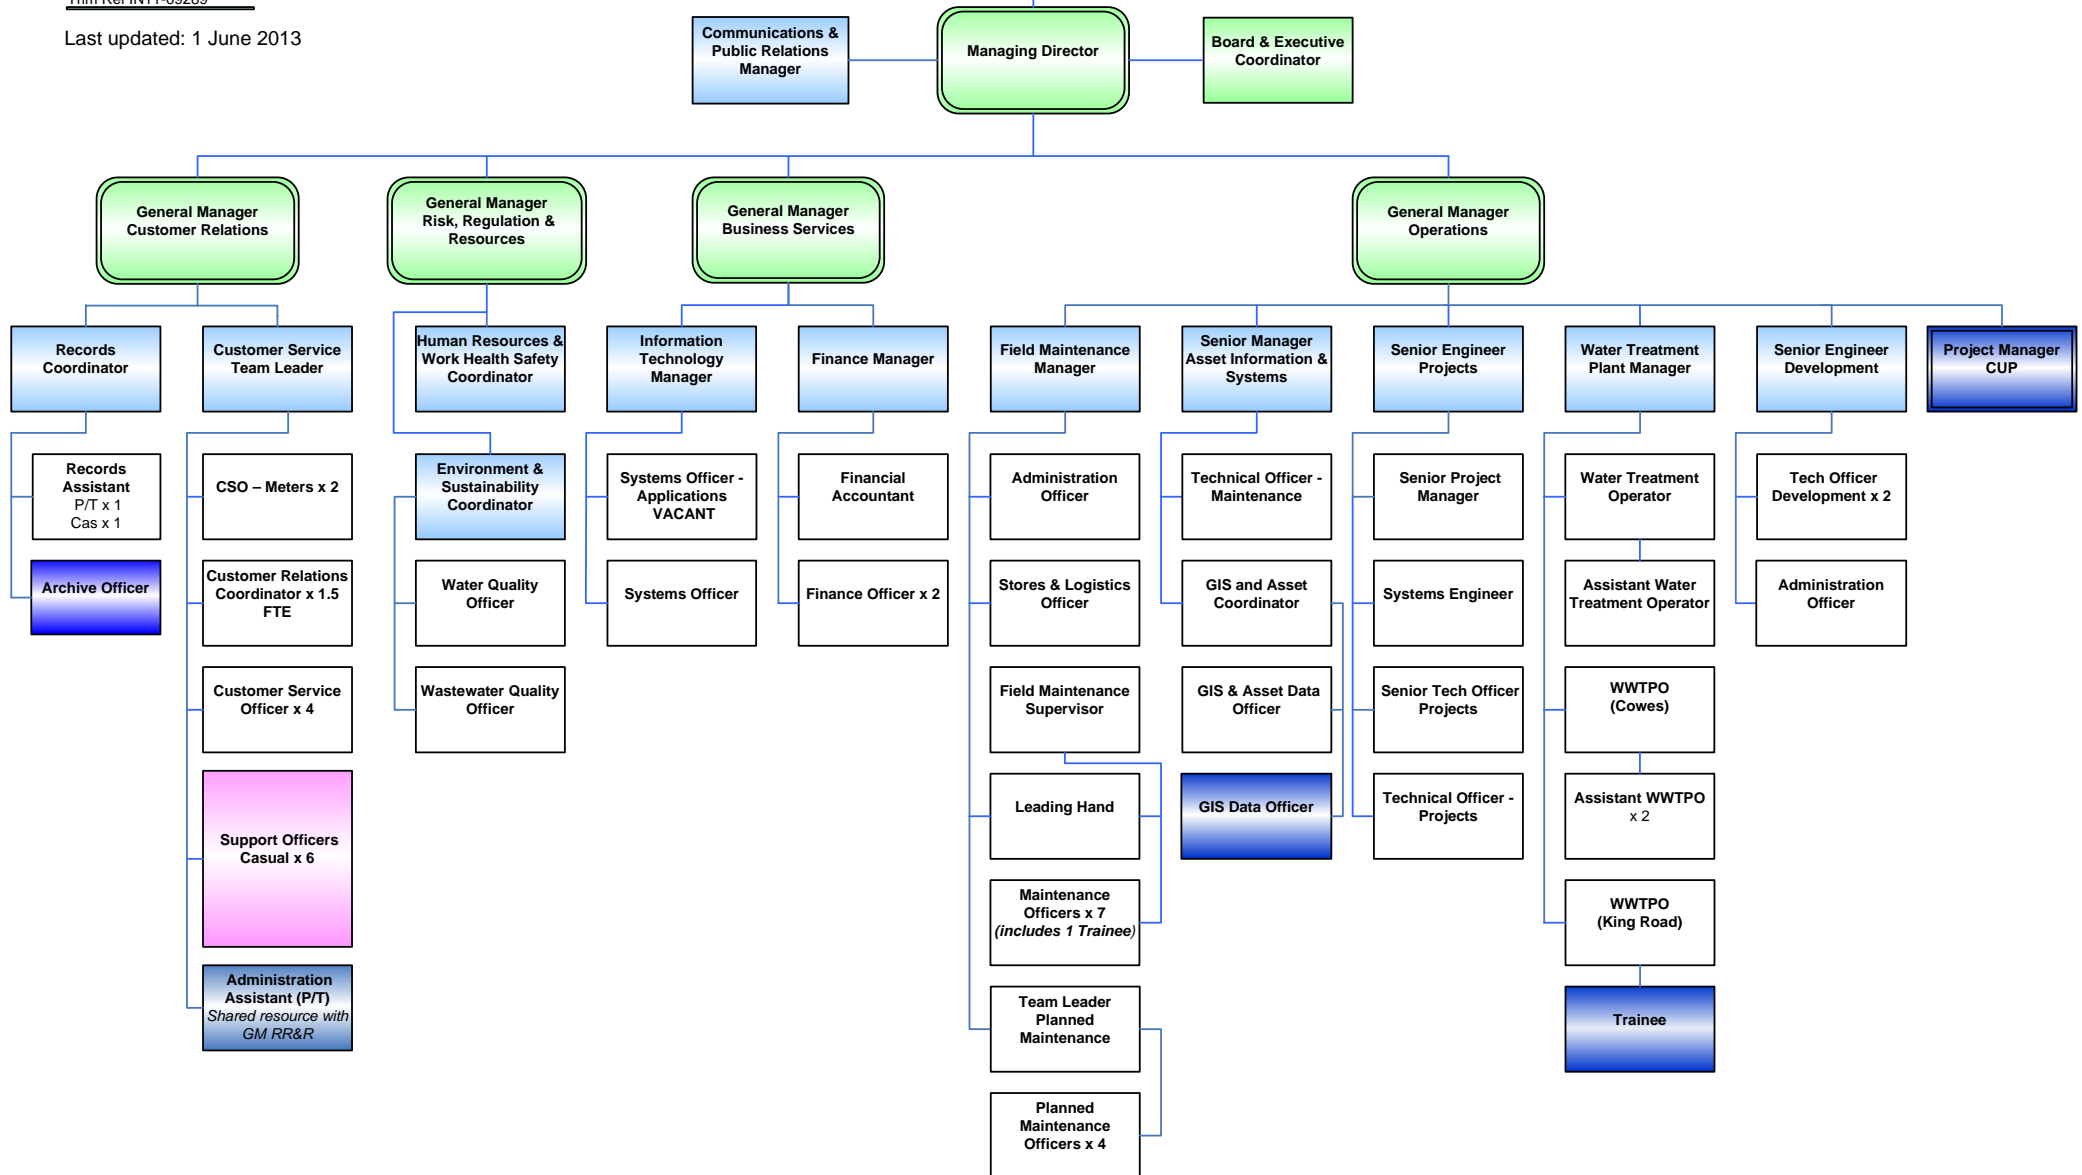 Last updated: 1 June 2013
Communications &
Public Relations
Manager
Managing Director
Board & Executive
Coordinator
General Manager
Customer Relations
General Manager
Risk, Regulation &
Resources
General Manager
Business Services
General Manager
Operations
Records
Coordinator
Customer Service
Team Leader
Human Resources &
Work Health Safety
Coordinator
Information
Technology
Manager
Finance Manager
Field Maintenance
Manager
Senior Manager
Asset Information &
Systems
Senior Engineer
Projects
Water Treatment
Plant Manager
Senior Engineer
Development
Project Manager
CUP
Records
Assistant
P/T x 1
Cas x 1
CSO – Meters x 2
Environment &
Sustainability
Coordinator
Systems Officer -
Applications
VACANT
Financial
Accountant
Administration
Officer
Technical Officer -
Maintenance
Senior Project
Manager
Water Treatment
Operator
Tech Officer
Development x 2
Archive Officer
Customer Relations
Coordinator x 1.5
FTE
Water Quality
Officer
Systems Officer
Finance Officer x 2
Stores & Logistics
Officer
GIS and Asset
Coordinator
Systems Engineer
Assistant Water
Treatment Operator
Administration
Officer
Customer Service
Officer x 4
Wastewater Quality
Officer
Field Maintenance
Supervisor
GIS & Asset Data
Officer
Senior Tech Officer
Projects
WWTPO
(Cowes)
Support Officers
Casual x 6
Leading Hand
GIS Data Officer
Technical Officer -
Projects
Assistant WWTPO
x 2
Maintenance
Officers x 7
(includes 1 Trainee)
WWTPO
(King Road)
Administration
Assistant (P/T)
Shared resource with
GM RR&R
Team Leader
Planned
Maintenance
Trainee
Planned
Maintenance
Officers x 4